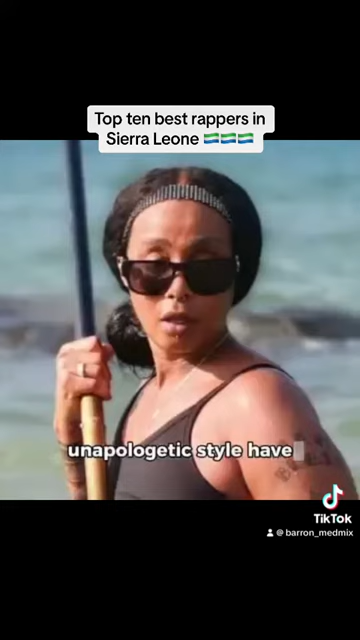 Top ten best rappers in
Sierra Leone 🇸🇱🇸🇱🇸🇱
unapologetic style have
TikTok
@ barron_medmix